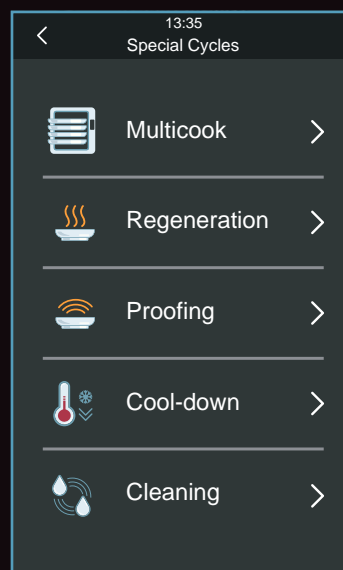 13:35
Special Cycles
Multicook
Regeneration
Proofing
Cool-down
Cleaning